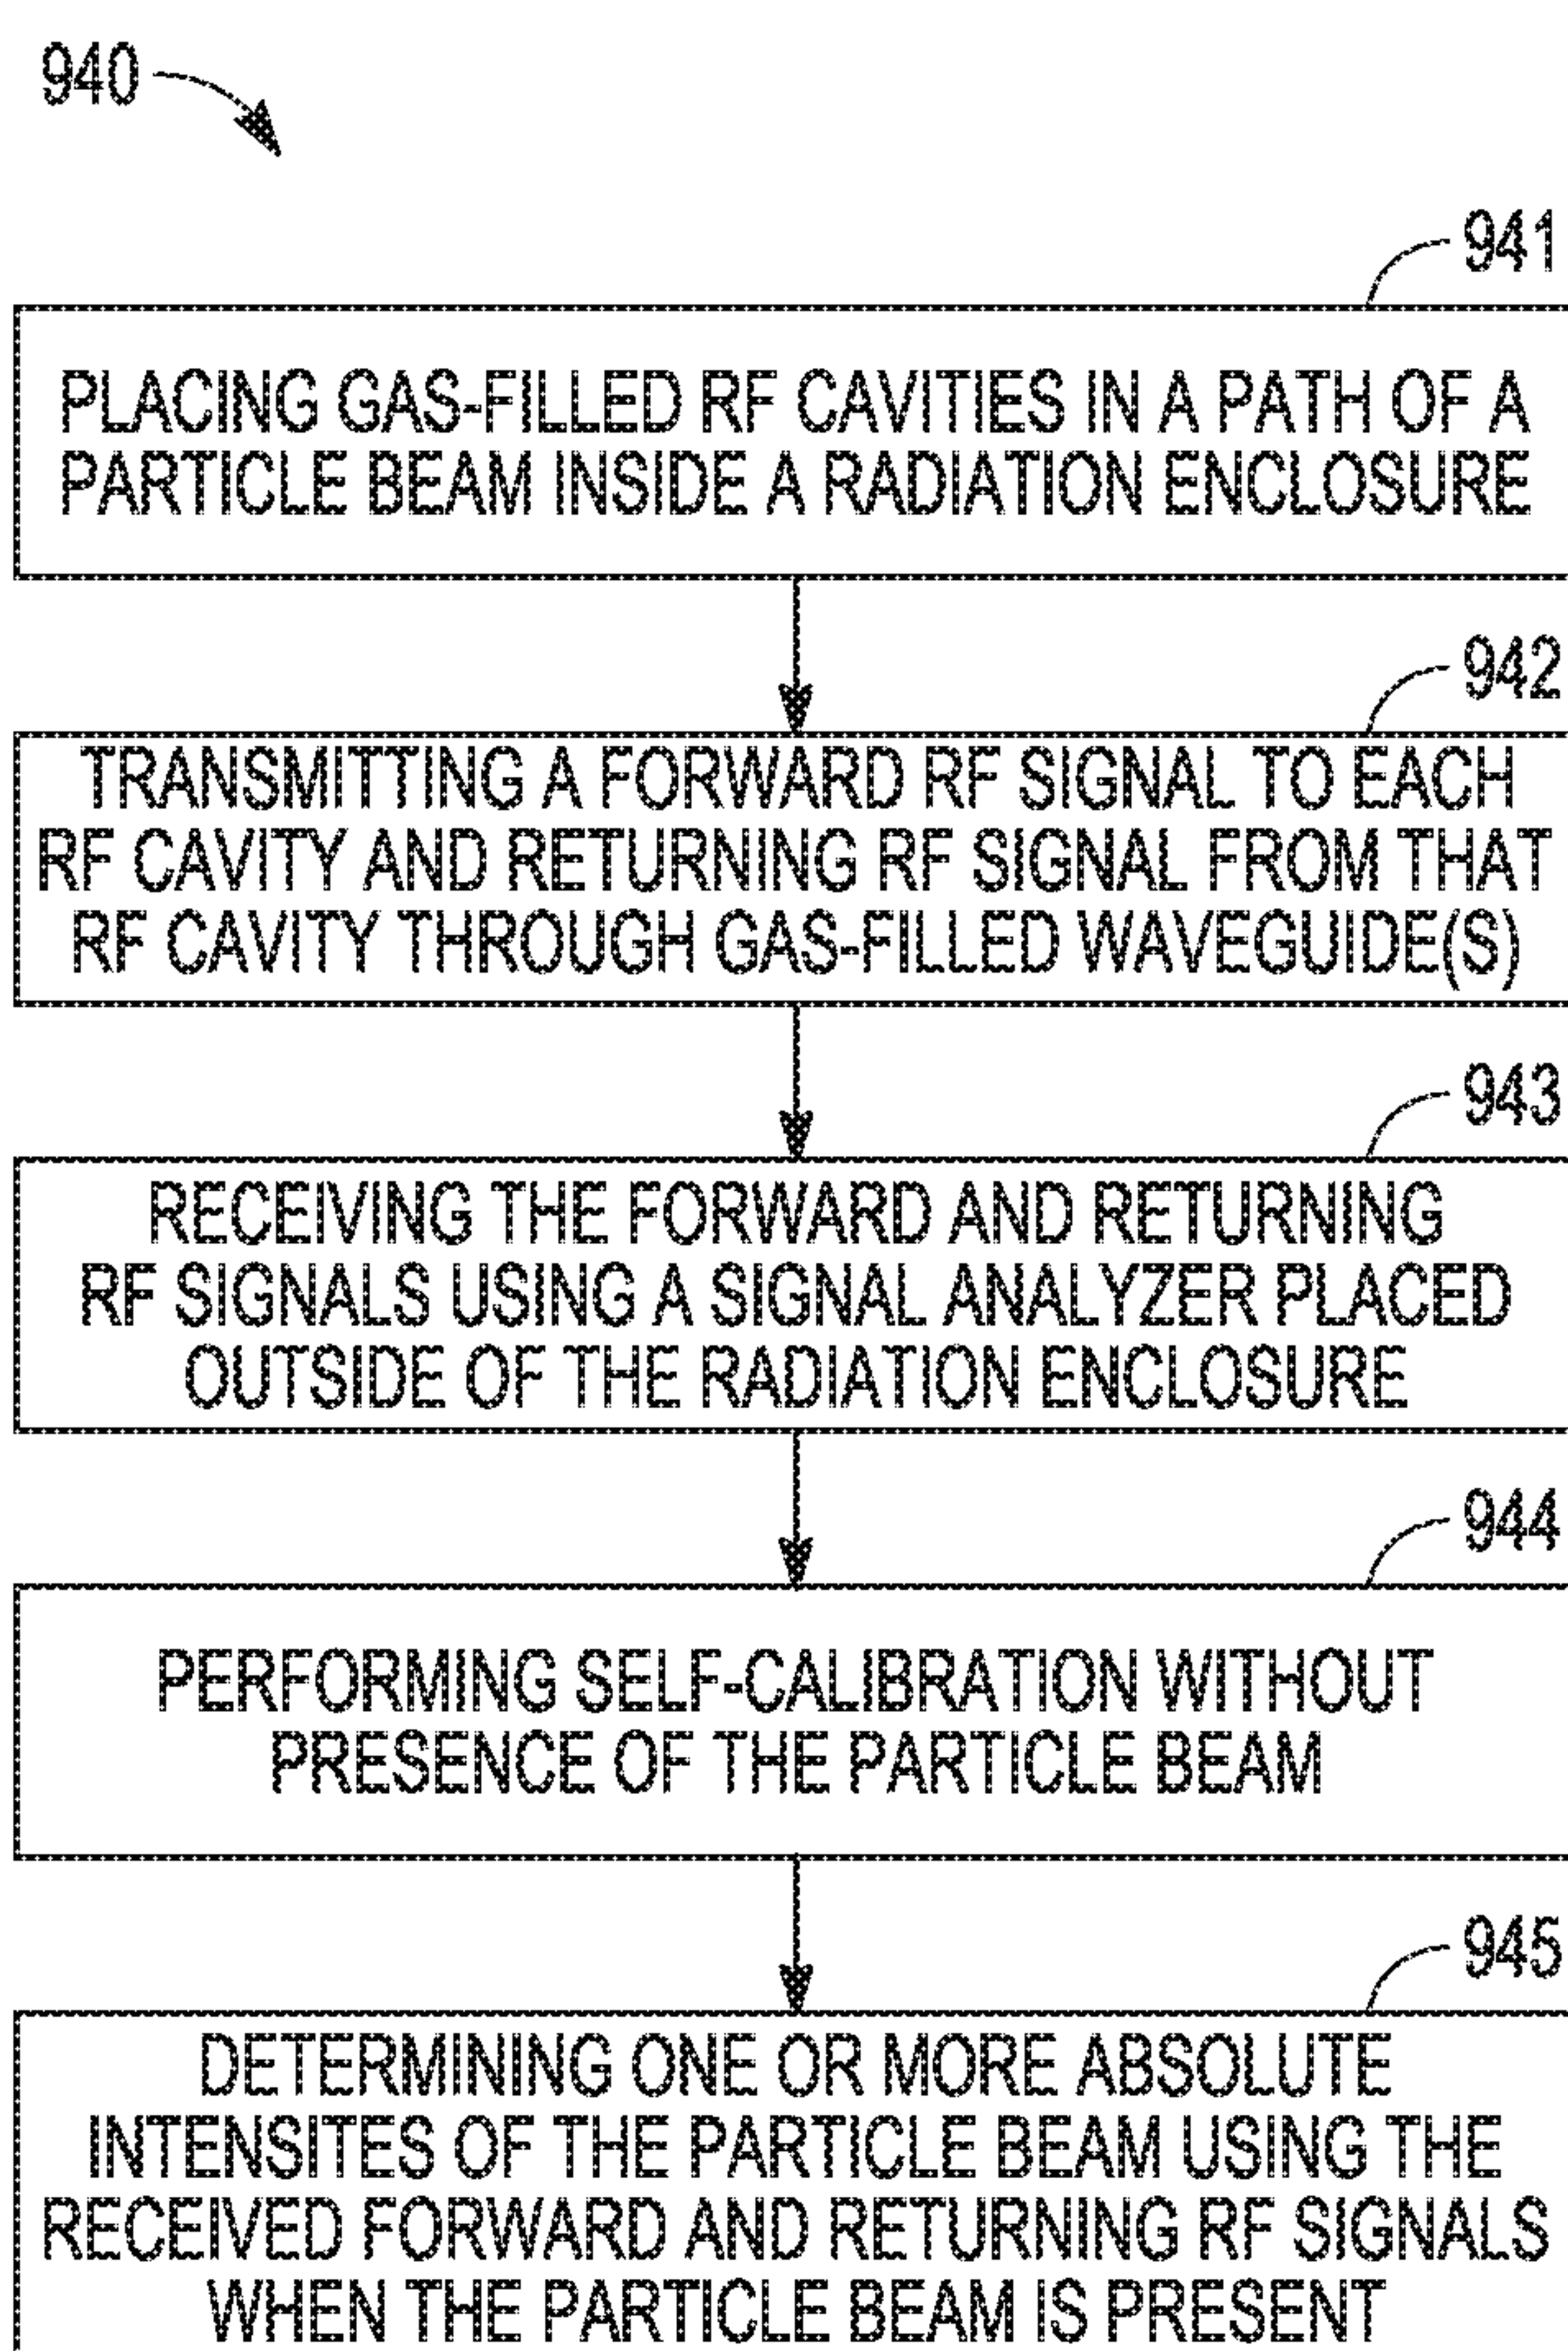 940
941
PLACING GAS-FILLED RF CAVITIES IN A PATH OF A
PARTICLE BEAM INSIDE A RADIATION ENCLOSURE
942
TRANSMITTING A FORWARD RF SIGNAL TO EACH
RF CAVITY AND RETURNING RF SIGNAL FROM THAT
RF CAVITY THROUGH GAS-FILLED WAVEGUIDE(S)
943
RECEIVING THE FORWARD AND RETURNING
RF SIGNALS USING A SIGNAL ANALYZER PLACED
OUTSIDE OF THE RADIATION ENCLOSURE
944
PERFORMING SELF-CALIBRATION WITHOUT
PRESENCE OF THE PARTICLE BEAM
945
DETERMINING ONE OR MORE ABSOLUTE
INTENSITES OF THE PARTICLE BEAM USING THE
RECEIVED FORWARD AND RETURNING RF SIGNALS
WHEN THE PARTICLE BEAM IS PRESENT